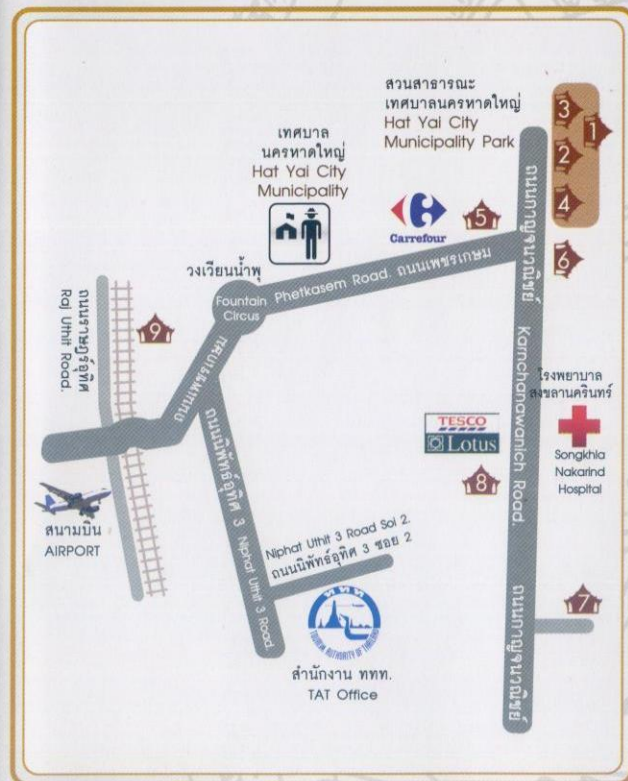 สวนสาธารณะ
เทศบาลนครหาดใหญ่
Hat Yai City
Municipality Park
3
1
2
4
เทศบาล
นครหาดใหญ่
Hat Yai City
Municipality
Carrefour
5
6
วงเวียนน้ำพุ
Fountain
Circus
Phetkasem Road. ถนนเพชรเกษม
ถนนกาญจนวณิชย์ Karnchanawanich Road. ถนนกาญจนวณิชย์
ถนนราษฎร์อุทิศ
Raj Uthit Road.
9
ถนนเพชรเกษม
โรงพยาบาล
สงขลานครินทร์
Songkhla
Nakarind
Hospital
TESCO
Lotus
8
สนามบิน
AIRPORT
ถนนนิพัทธ์อุทิศ 3 Niphat Uthit 3 Road.
Niphat Uthit 3 Road Soi 2.
ถนนนิพัทธ์อุทิศ 3 ซอย 2
7
ททท
TOURISM AUTHORITY OF THAILAND
สำนักงาน ททท.
TAT Office